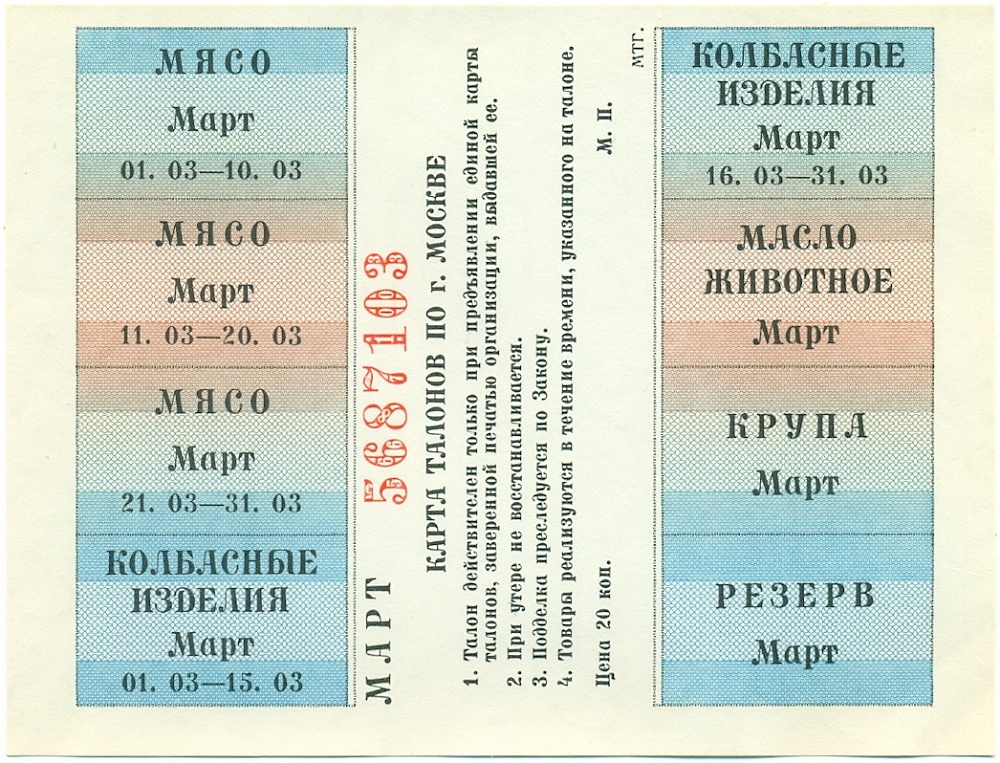 МЯСО
Март
01. 03—10. 03
МЯСО
Март
11. 03—20. 03
МЯСО
Март
21. 03—31. 03
КОЛБАСНЫЕ
ИЗДЕЛИЯ
Март
01. 03—15. 03
МАРТ 5687103
КАРТА ТАЛОНОВ ПО г. МОСКВЕ
1. Талон действителен только при предъявлении единой карты
талонов, заверенной печатью организации, выдавшей ее.
2. При утере не восстанавливается.
3. Подделка преследуется по Закону.
4. Товары реализуются в течение времени, указанного на талоне.
Цена 20 коп. М. П.
МТГ.
КОЛБАСНЫЕ
ИЗДЕЛИЯ
Март
16. 03—31. 03
МАСЛО
ЖИВОТНОЕ
Март
КРУПА
Март
РЕЗЕРВ
Март